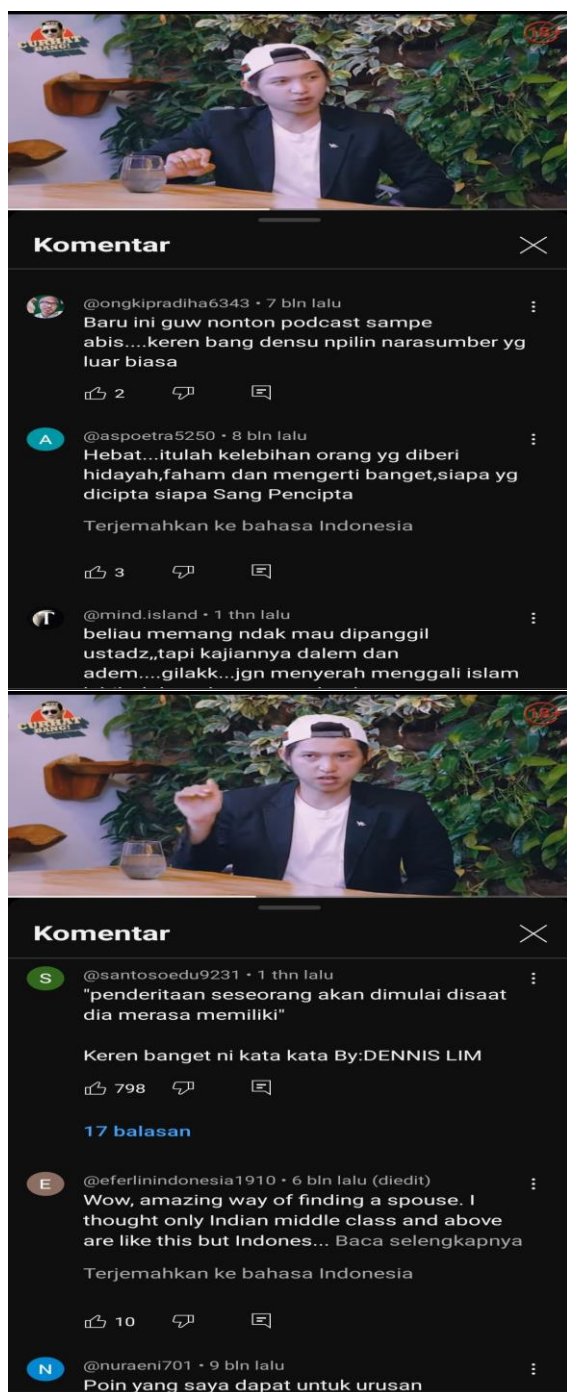 CURHAT
BANG!
18+
Komentar
@ongkipradiha6343 • 7 bln lalu
Baru ini guw nonton podcast sampe
abis....keren bang densu npilin narasumber yg
luar biasa
2
A
@aspoetra5250 • 8 bln lalu
Hebat...itulah kelebihan orang yg diberi
hidayah,faham dan mengerti banget,siapa yg
dicipta siapa Sang Pencipta
Terjemahkan ke bahasa Indonesia
3
@mind.island • 1 thn lalu
beliau memang ndak mau dipanggil
ustadz,,tapi kajiannya dalem dan
adem....gilakk...jgn menyerah menggali islam
CURHAT
BANG!
18+
Komentar
S
@santosoedu9231 • 1 thn lalu
"penderitaan seseorang akan dimulai disaat
dia merasa memiliki"
Keren banget ni kata kata By:DENNIS LIM
798
17 balasan
E
@eferlinindonesia1910 • 6 bln lalu (diedit)
Wow, amazing way of finding a spouse. I
thought only Indian middle class and above
are like this but Indones... Baca selengkapnya
Terjemahkan ke bahasa Indonesia
10
N
@nuraeni701 • 9 bln lalu
Poin yang saya dapat untuk urusan